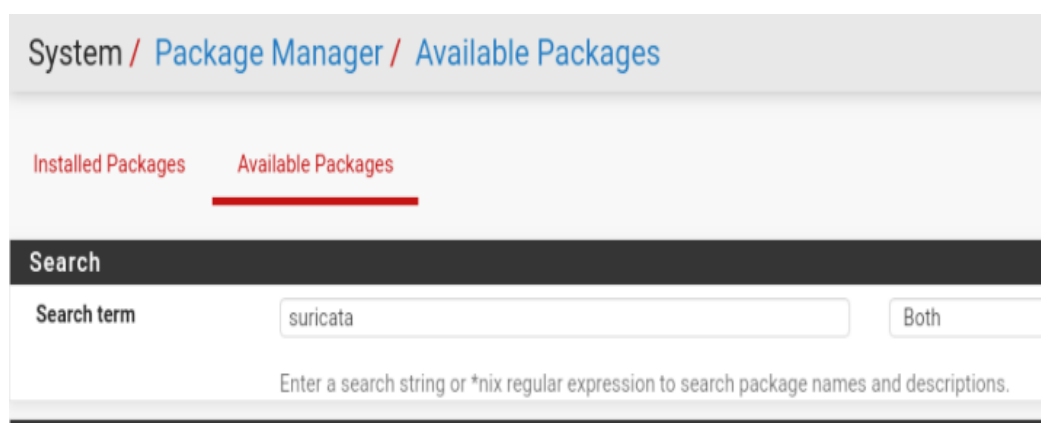 System / Package Manager / Available Packages
Installed Packages Available Packages
Search
Search term suricata Both
Enter a search string or *nix regular expression to search package names and descriptions.